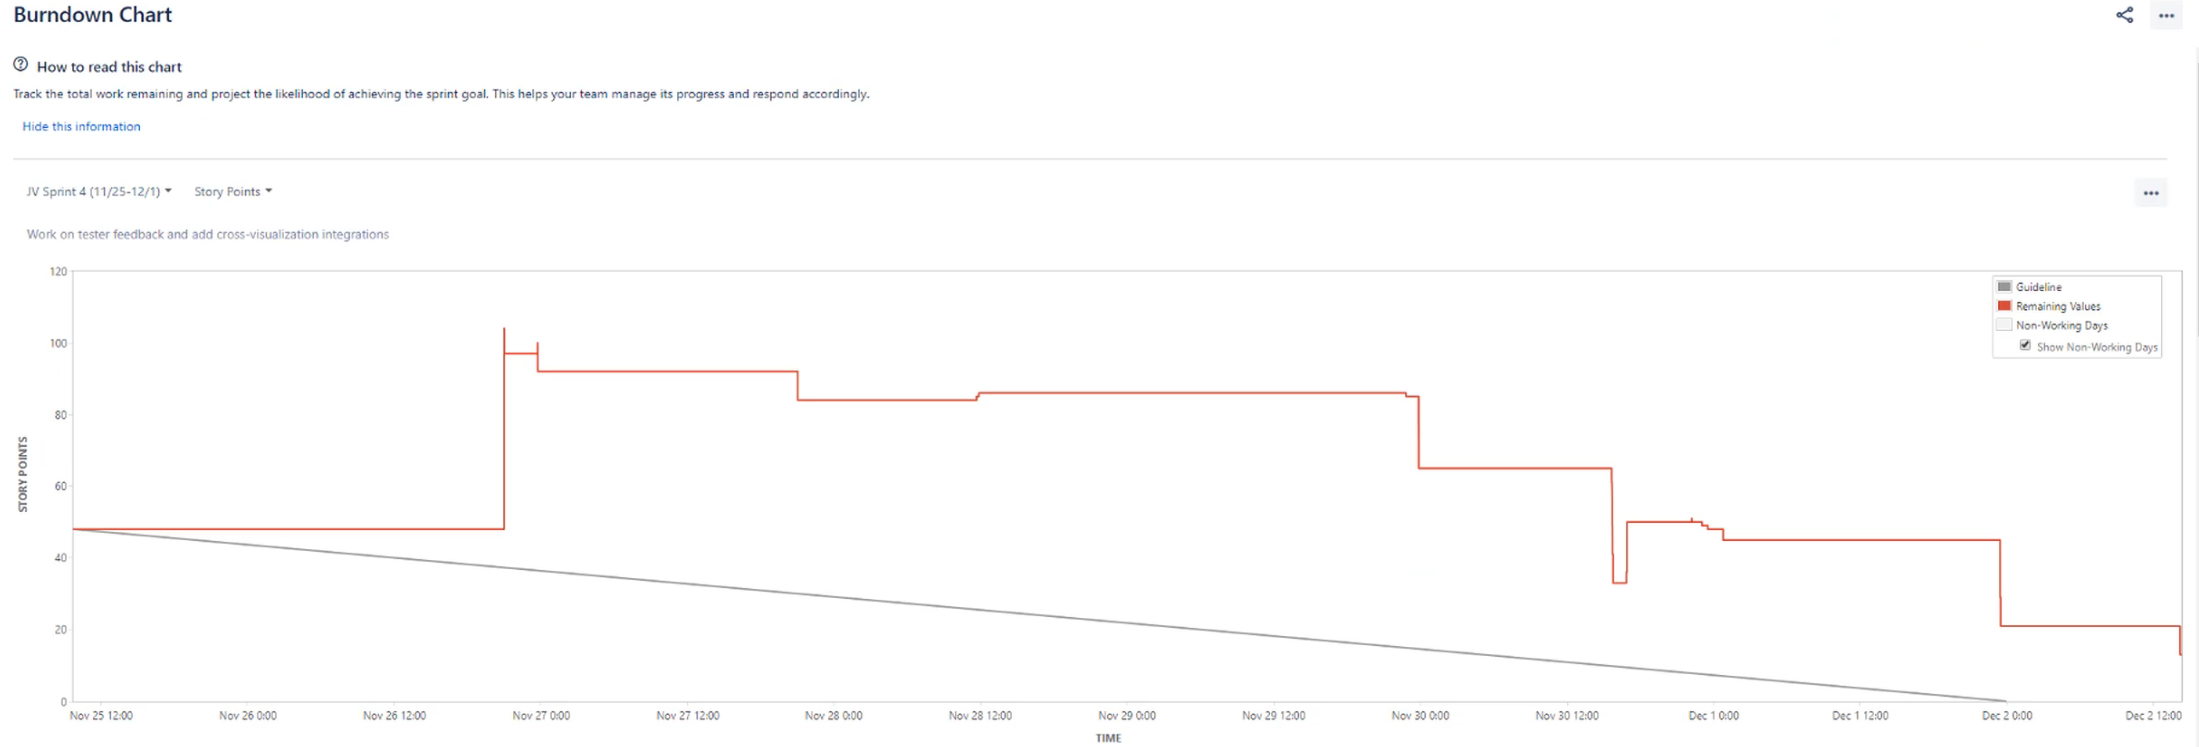 Burndown Chart
How to read this chart
Track the total work remaining and project the likelihood of achieving the sprint goal. This helps your team manage its progress and respond accordingly.
Hide this information
JV Sprint 4 (11/25-12/1) Story Points
Work on tester feedback and add cross-visualization integrations
120
100
80
60
40
20
0
STORY POINTS
Guideline
Remaining Values
Non-Working Days
Show Non-Working Days
Nov 25 12:00 Nov 26 0:00 Nov 26 12:00 Nov 27 0:00 Nov 27 12:00 Nov 28 0:00 Nov 28 12:00 Nov 29 0:00 Nov 29 12:00 Nov 30 0:00 Nov 30 12:00 Dec 1 0:00 Dec 1 12:00 Dec 2 0:00 Dec 2 12:00
TIME